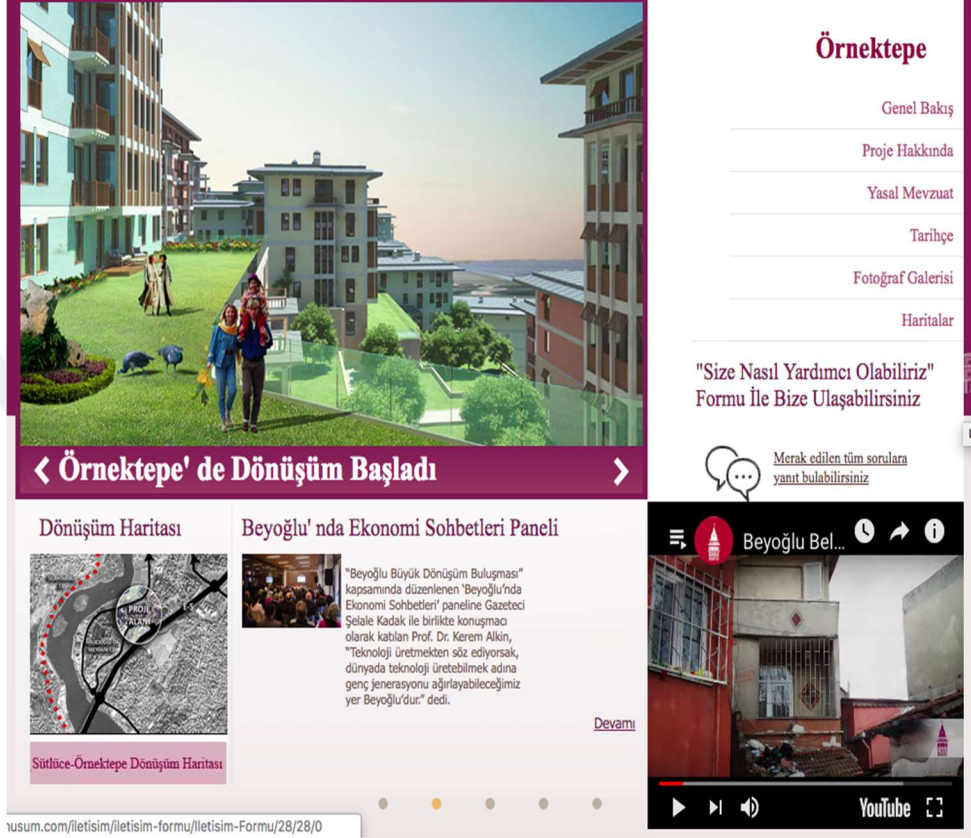 Örnektepe
Genel Bakış
Proje Hakkında
Yasal Mevzuat
Tarihçe
Fotoğraf Galerisi
Haritalar
"Size Nasıl Yardımcı Olabiliriz"
Formu İle Bize Ulaşabilirsiniz
Merak edilen tüm sorulara
yanıt bulabilirsiniz
Örnektepe' de Dönüşüm Başladı
Dönüşüm Haritası
PROJE
ALANI
E-5
Sütlüce-Örnektepe Dönüşüm Haritası
Beyoğlu' nda Ekonomi Sohbetleri Paneli
"Beyoğlu Büyük Dönüşüm Buluşması"
kapsamında düzenlenen 'Beyoğlu'nda
Ekonomi Sohbetleri' paneline Gazeteci
Şelale Kadak ile birlikte konuşmacı
olarak katılan Prof. Dr. Kerem Alkin,
"Teknoloji üretmekten söz ediyorsak,
dünyada teknoloji üretebilmek adına
genç jenerasyonu ağırlayabileceğimiz
yer Beyoğlu'dur." dedi.
Devamı
Beyoğlu Bel...
YouTube
nusum.com/iletisim/iletisim-formu/Iletisim-Formu/28/28/0